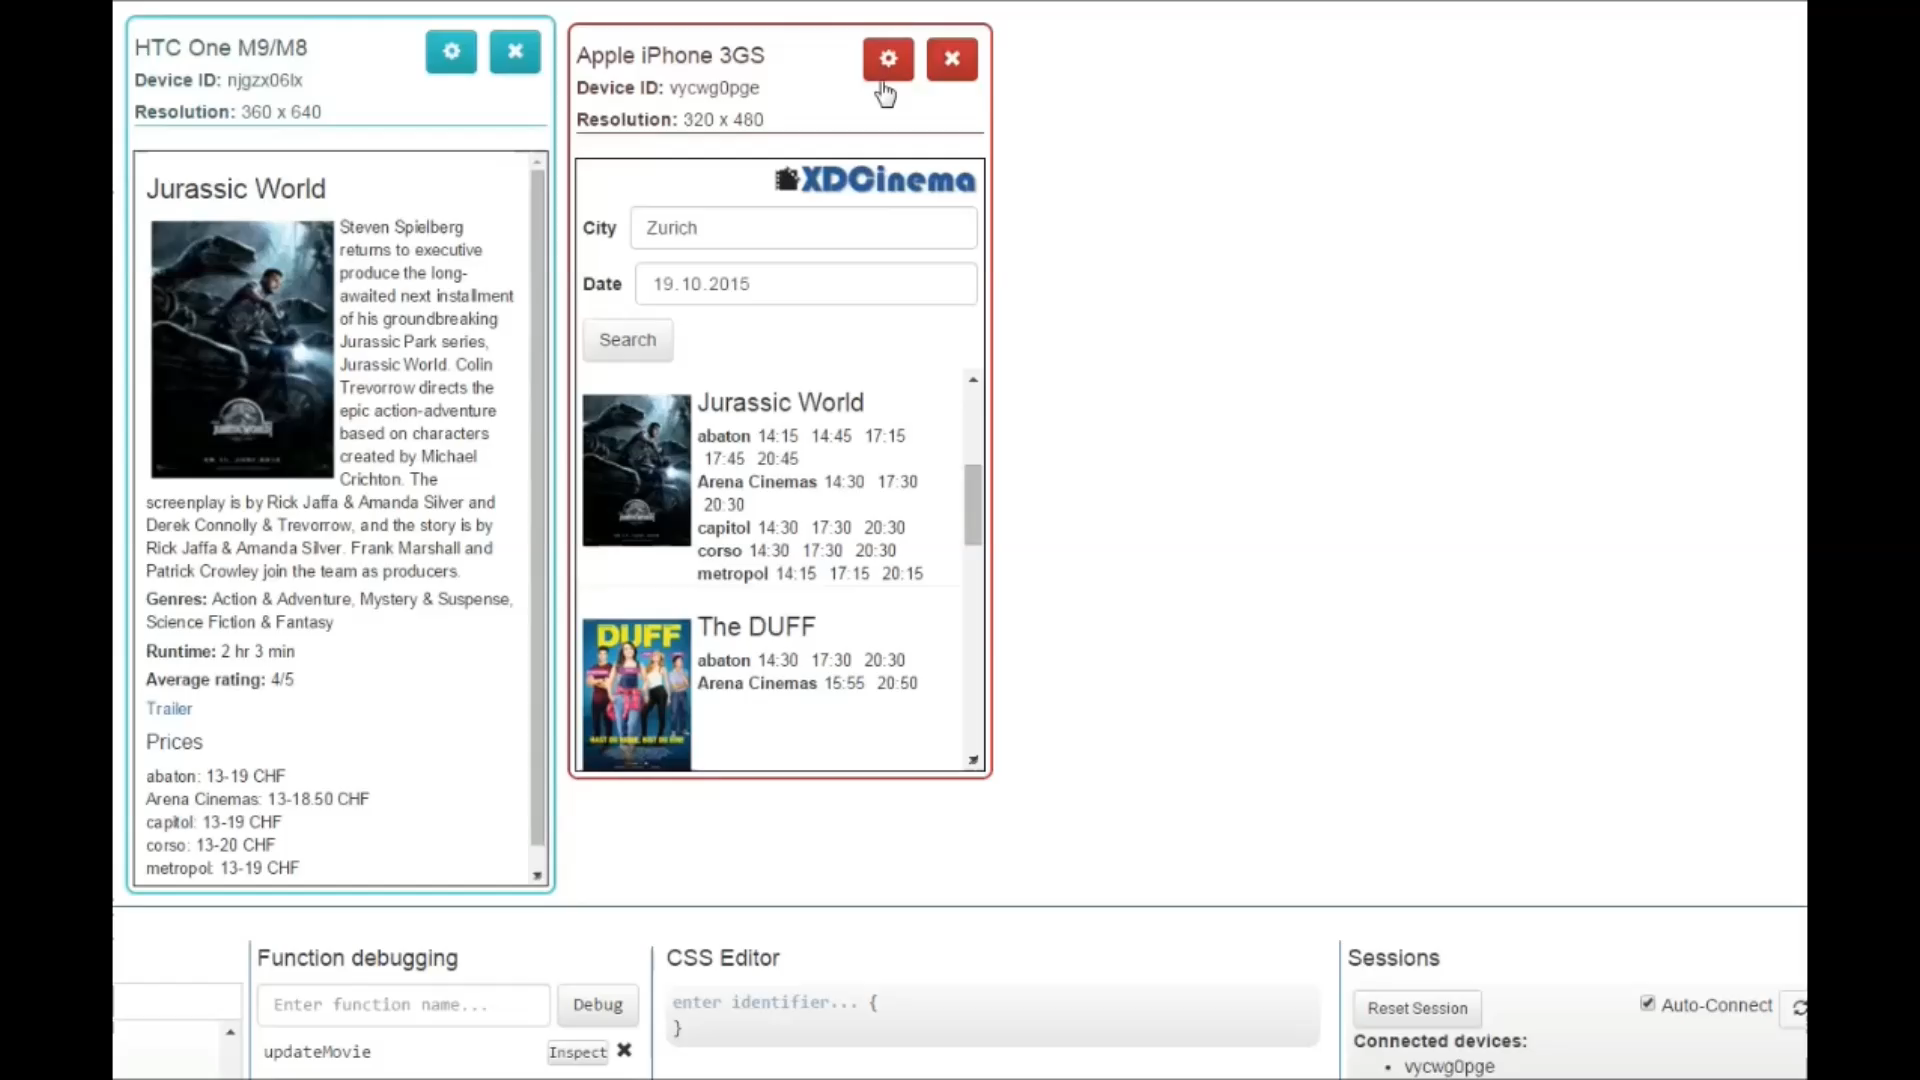 HTC One M9/M8
Device ID: njgzx06lx
Resolution: 360 x 640
Jurassic World
Steven Spielberg
returns to executive
produce the long-
awaited next installment
of his groundbreaking
Jurassic Park series,
Jurassic World. Colin
Trevorrow directs the
epic action-adventure
based on characters
created by Michael
Crichton. The
screenplay is by Rick Jaffa & Amanda Silver and
Derek Connolly & Trevorrow, and the story is by
Rick Jaffa & Amanda Silver. Frank Marshall and
Patrick Crowley join the team as producers.
Genres: Action & Adventure, Mystery & Suspense,
Science Fiction & Fantasy
Runtime: 2 hr 3 min
Average rating: 4/5
Trailer
Prices
abaton: 13-19 CHF
Arena Cinemas: 13-18.50 CHF
capitol: 13-19 CHF
corso: 13-20 CHF
metropol: 13-19 CHF
Apple iPhone 3GS
Device ID: vycwg0pge
Resolution: 320 x 480
XDCinema
City Zurich
Date 19.10.2015
Search
Jurassic World
abaton 14:15 14:45 17:15
17:45 20:45
Arena Cinemas 14:30 17:30
20:30
capitol 14:30 17:30 20:30
corso 14:30 17:30 20:30
metropol 14:15 17:15 20:15
DUFF
The DUFF
abaton 14:30 17:30 20:30
Arena Cinemas 15:55 20:50
Function debugging
Enter function name...
Debug
updateMovie
Inspect
CSS Editor
enter identifier... {
}
Sessions
Reset Session
Auto-Connect
Connected devices:
• vycwg0pge